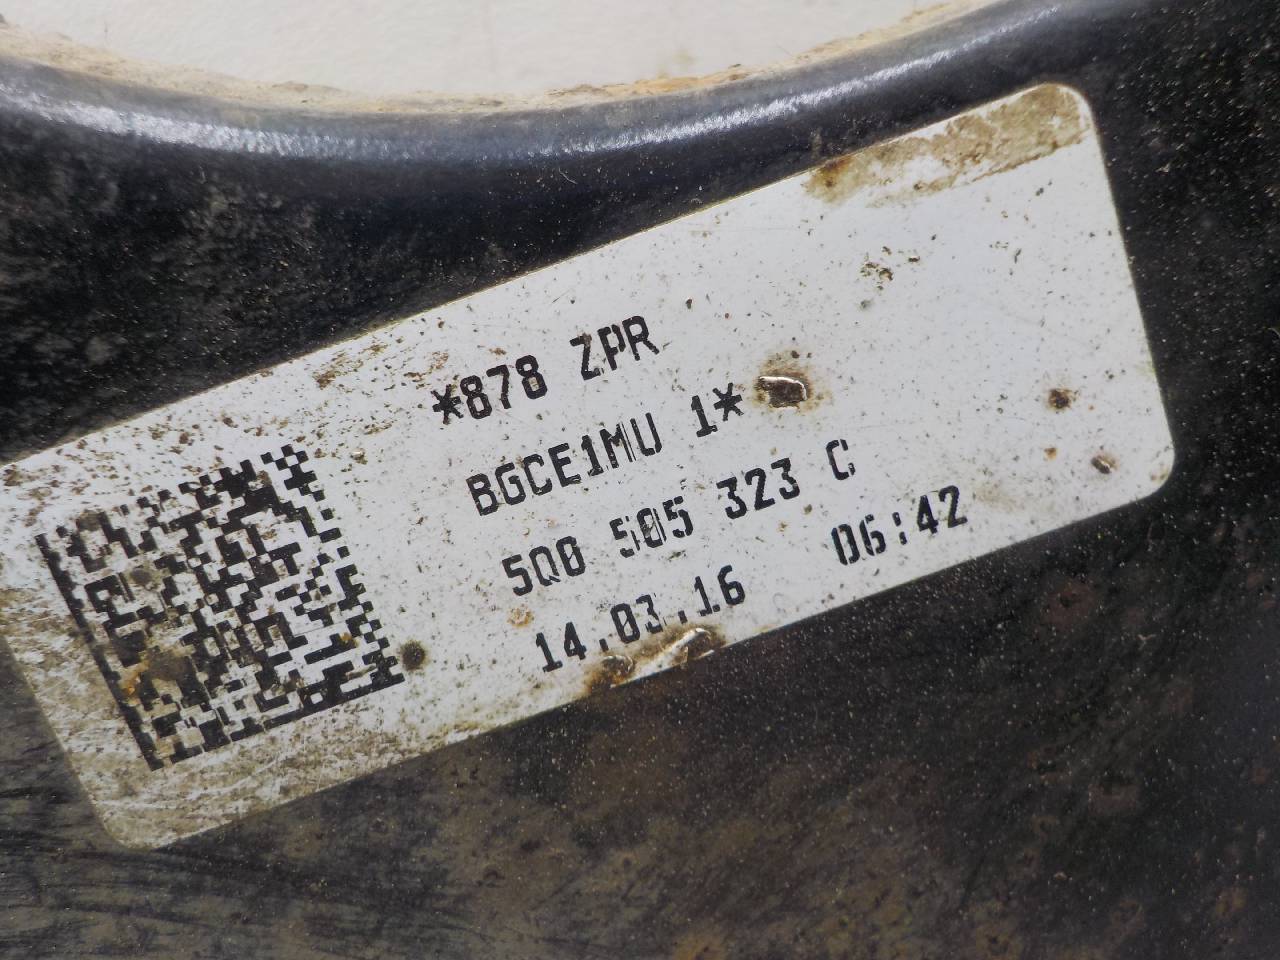 *878 ZPR
BGCE1MU 1*
5Q0 505 323 C
14.03.16 06:42